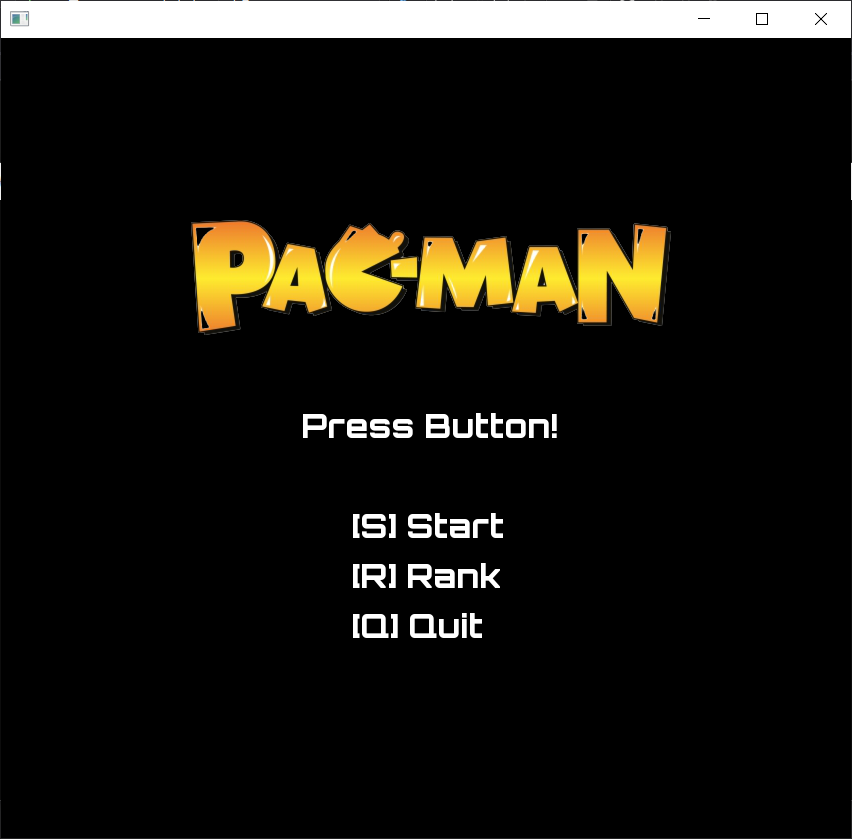 PAC-MAN
Press Button!
[S] Start
[R] Rank
[Q] Quit